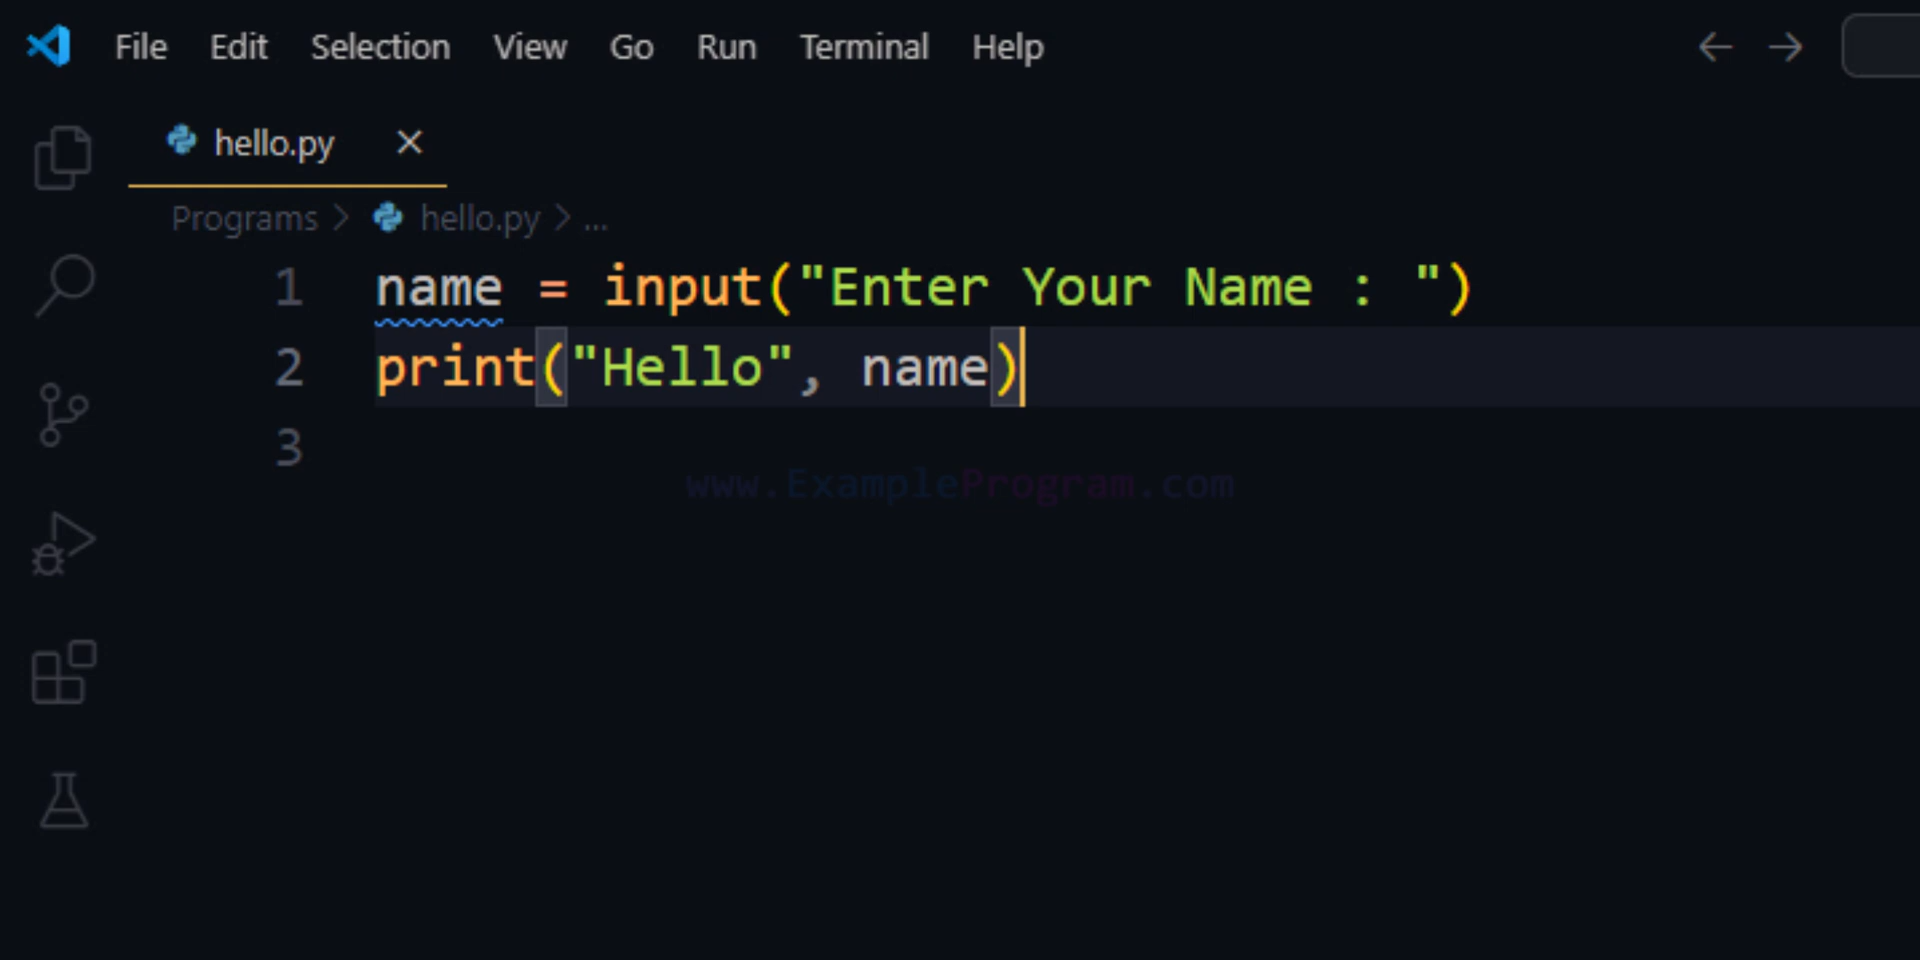 File Edit Selection View Go Run Terminal Help
hello.py
Programs > hello.py > ...
1 name = input("Enter Your Name : ")
2 print("Hello", name)
3
www.ExampleProgram.com